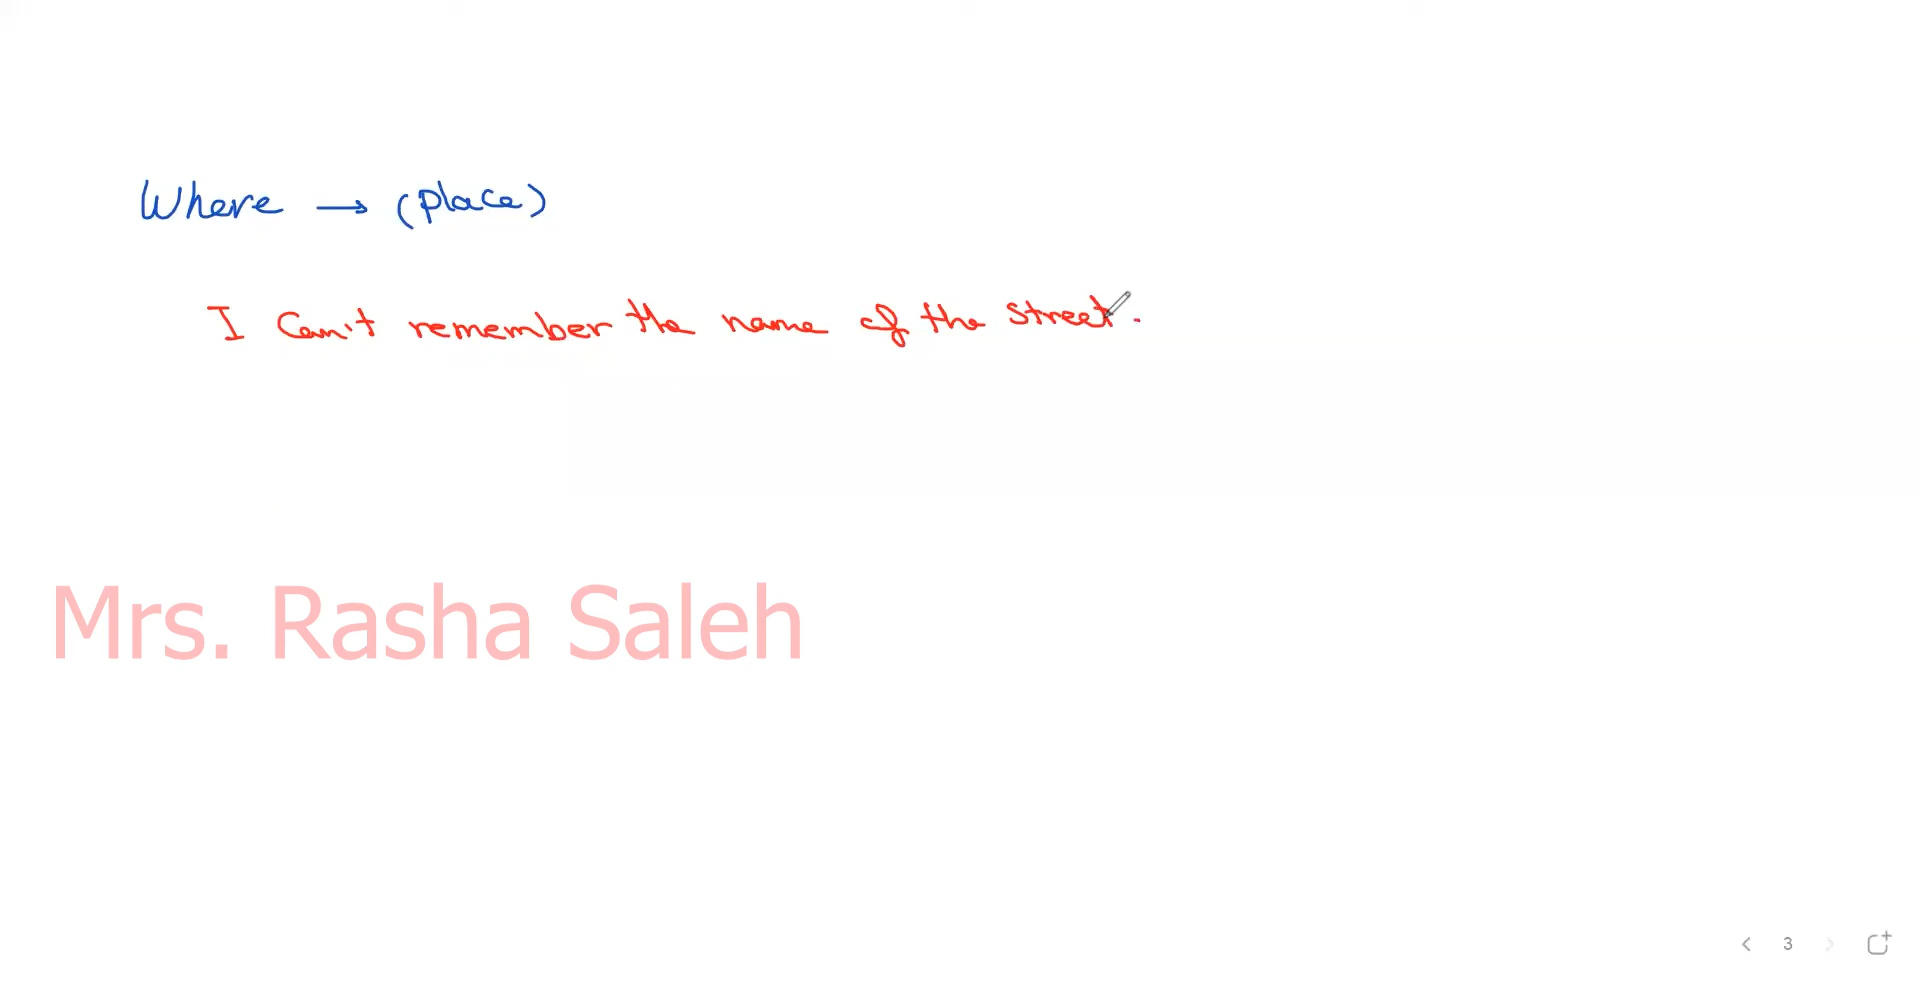 Where → (place)
I Can't remember the name of the street.
Mrs. Rasha Saleh
3